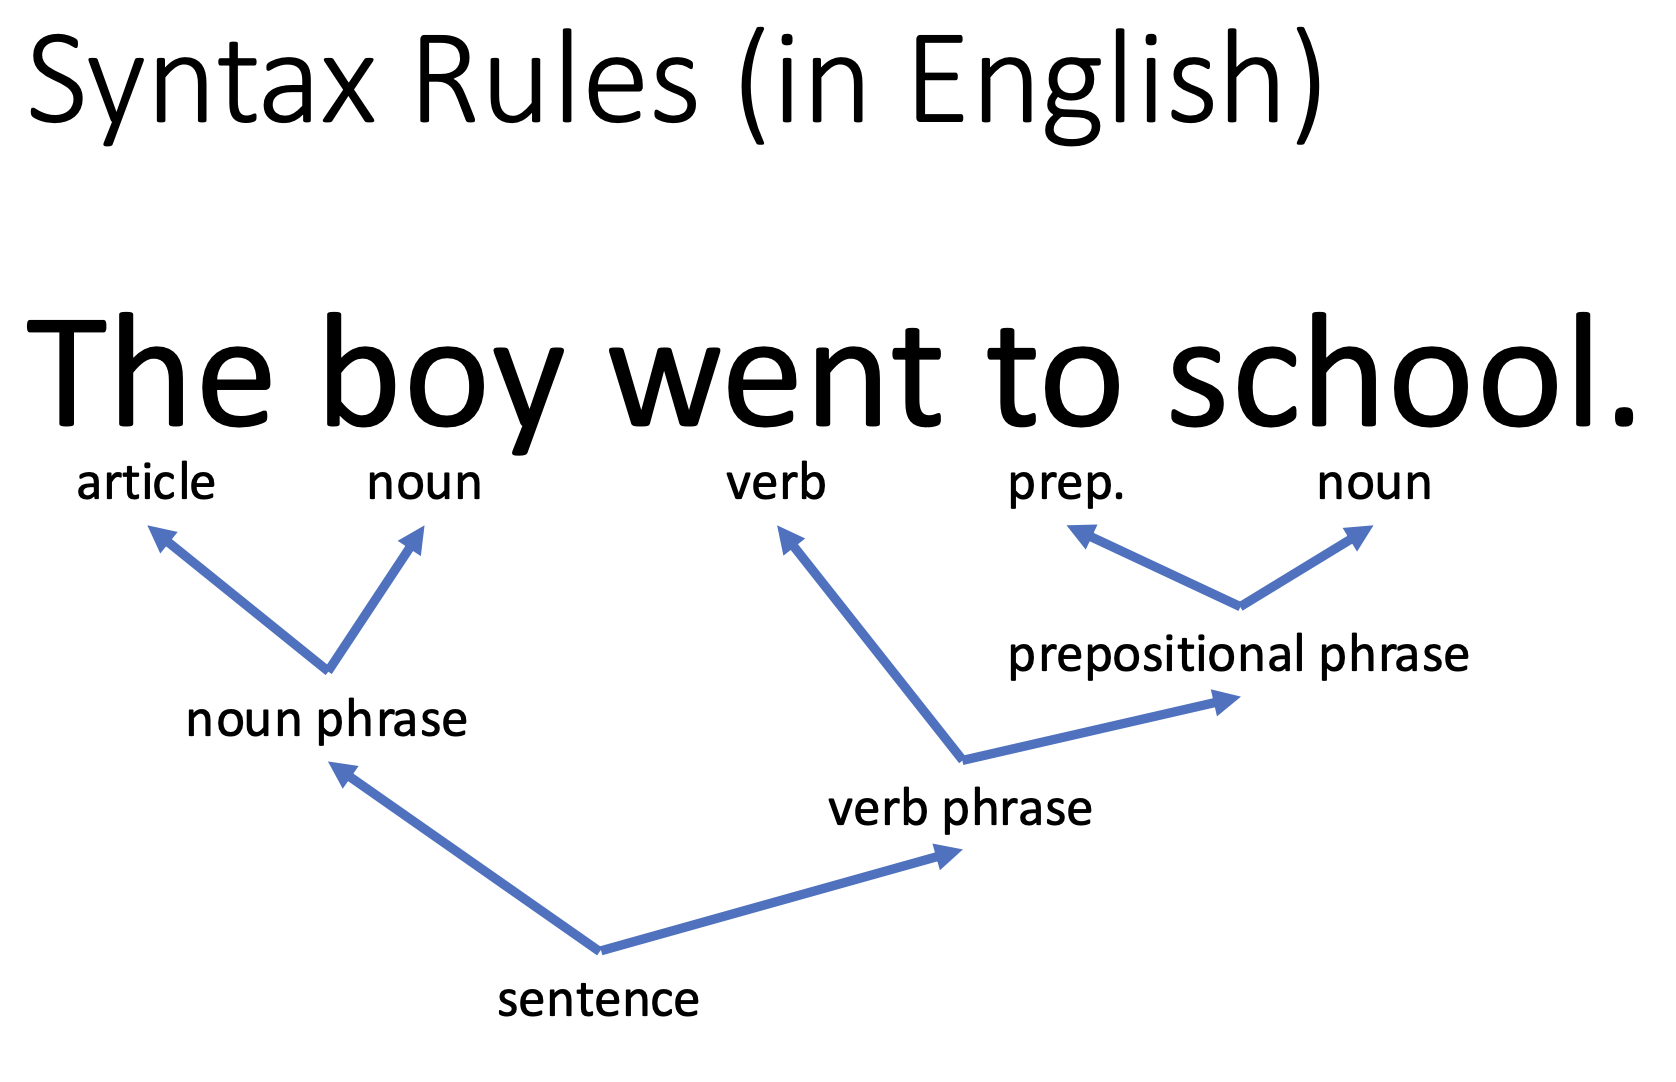 Syntax Rules (in English)
The boy went to school.
article noun verb prep. noun
prepositional phrase
noun phrase
verb phrase
sentence